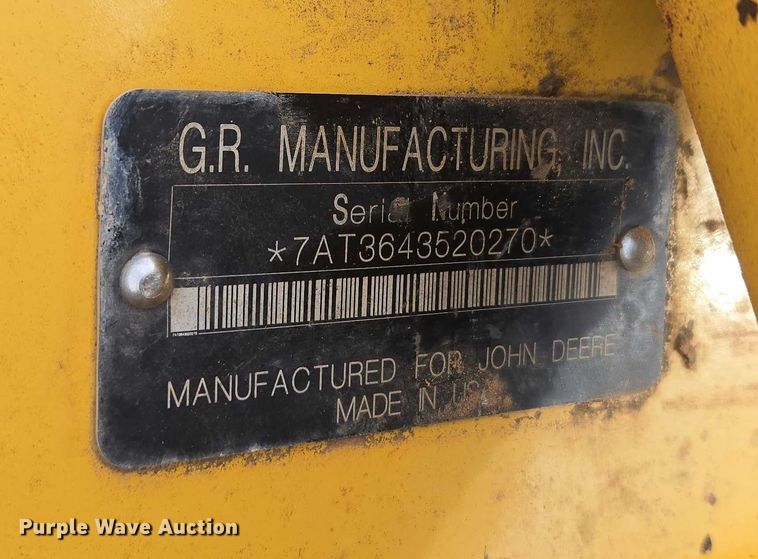 G.R. MANUFACTURING, INC.
Serial Number
*7AT3643520270*
MANUFACTURED FOR JOHN DEERE
MADE IN USA
Purple Wave Auction